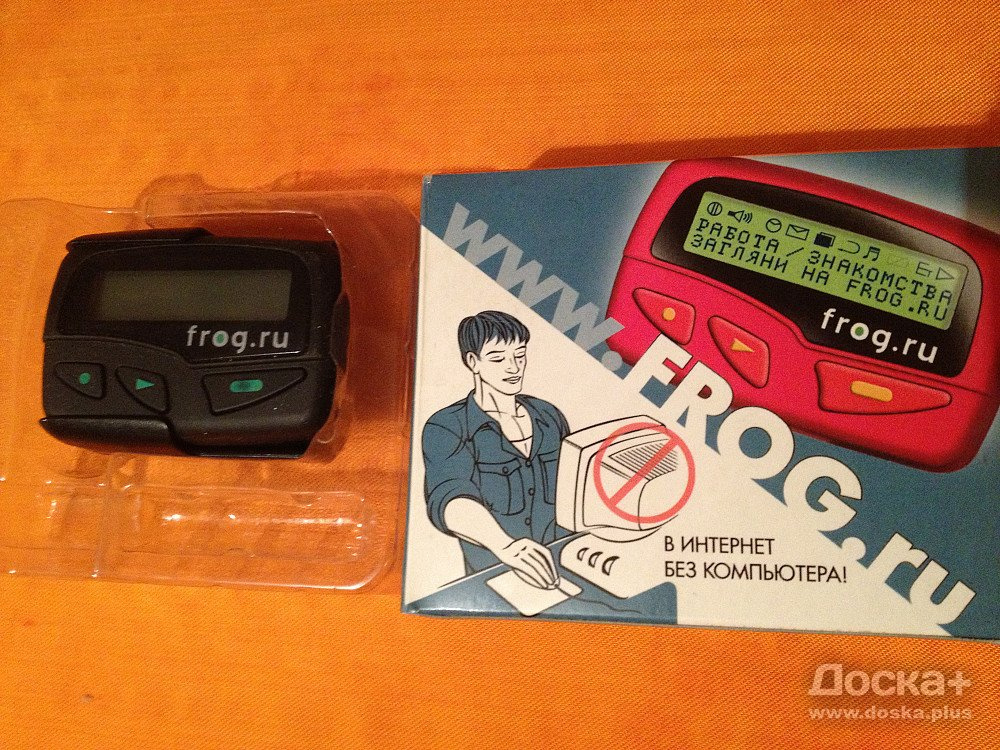 frog.ru
www.FROG.ru
РАБОТА / ЗНАКОМСТВА
ЗАГЛЯНИ НА FROG.RU
frog.ru
В ИНТЕРНЕТ
БЕЗ КОМПЬЮТЕРА!
Доска+
www.doska.plus